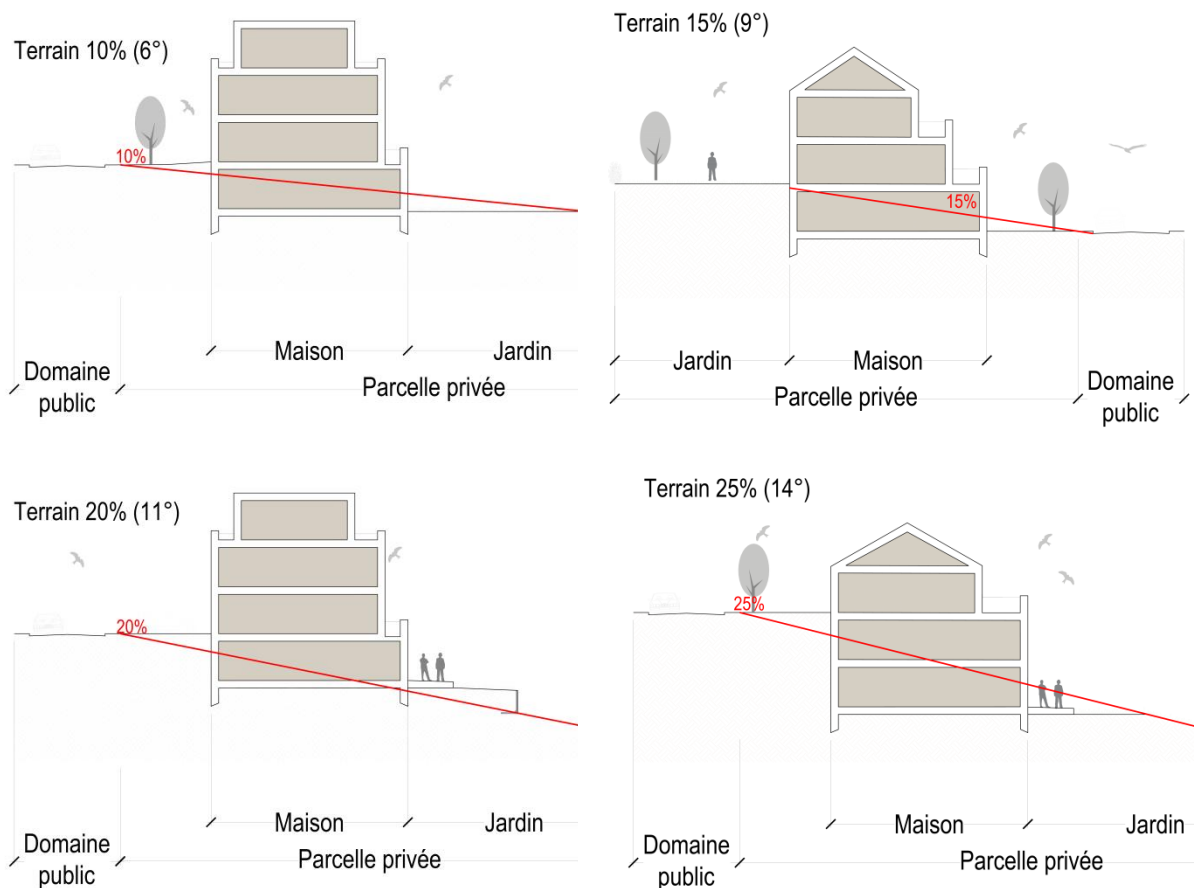 Terrain 10% (6°)
10%
Maison
Jardin
Domaine
public
Parcelle privée
Terrain 15% (9°)
15%
Jardin
Maison
Parcelle privée
Domaine
public
Terrain 20% (11°)
20%
Maison
Jardin
Domaine
public
Parcelle privée
Terrain 25% (14°)
25%
Maison
Jardin
Domaine
public
Parcelle privée